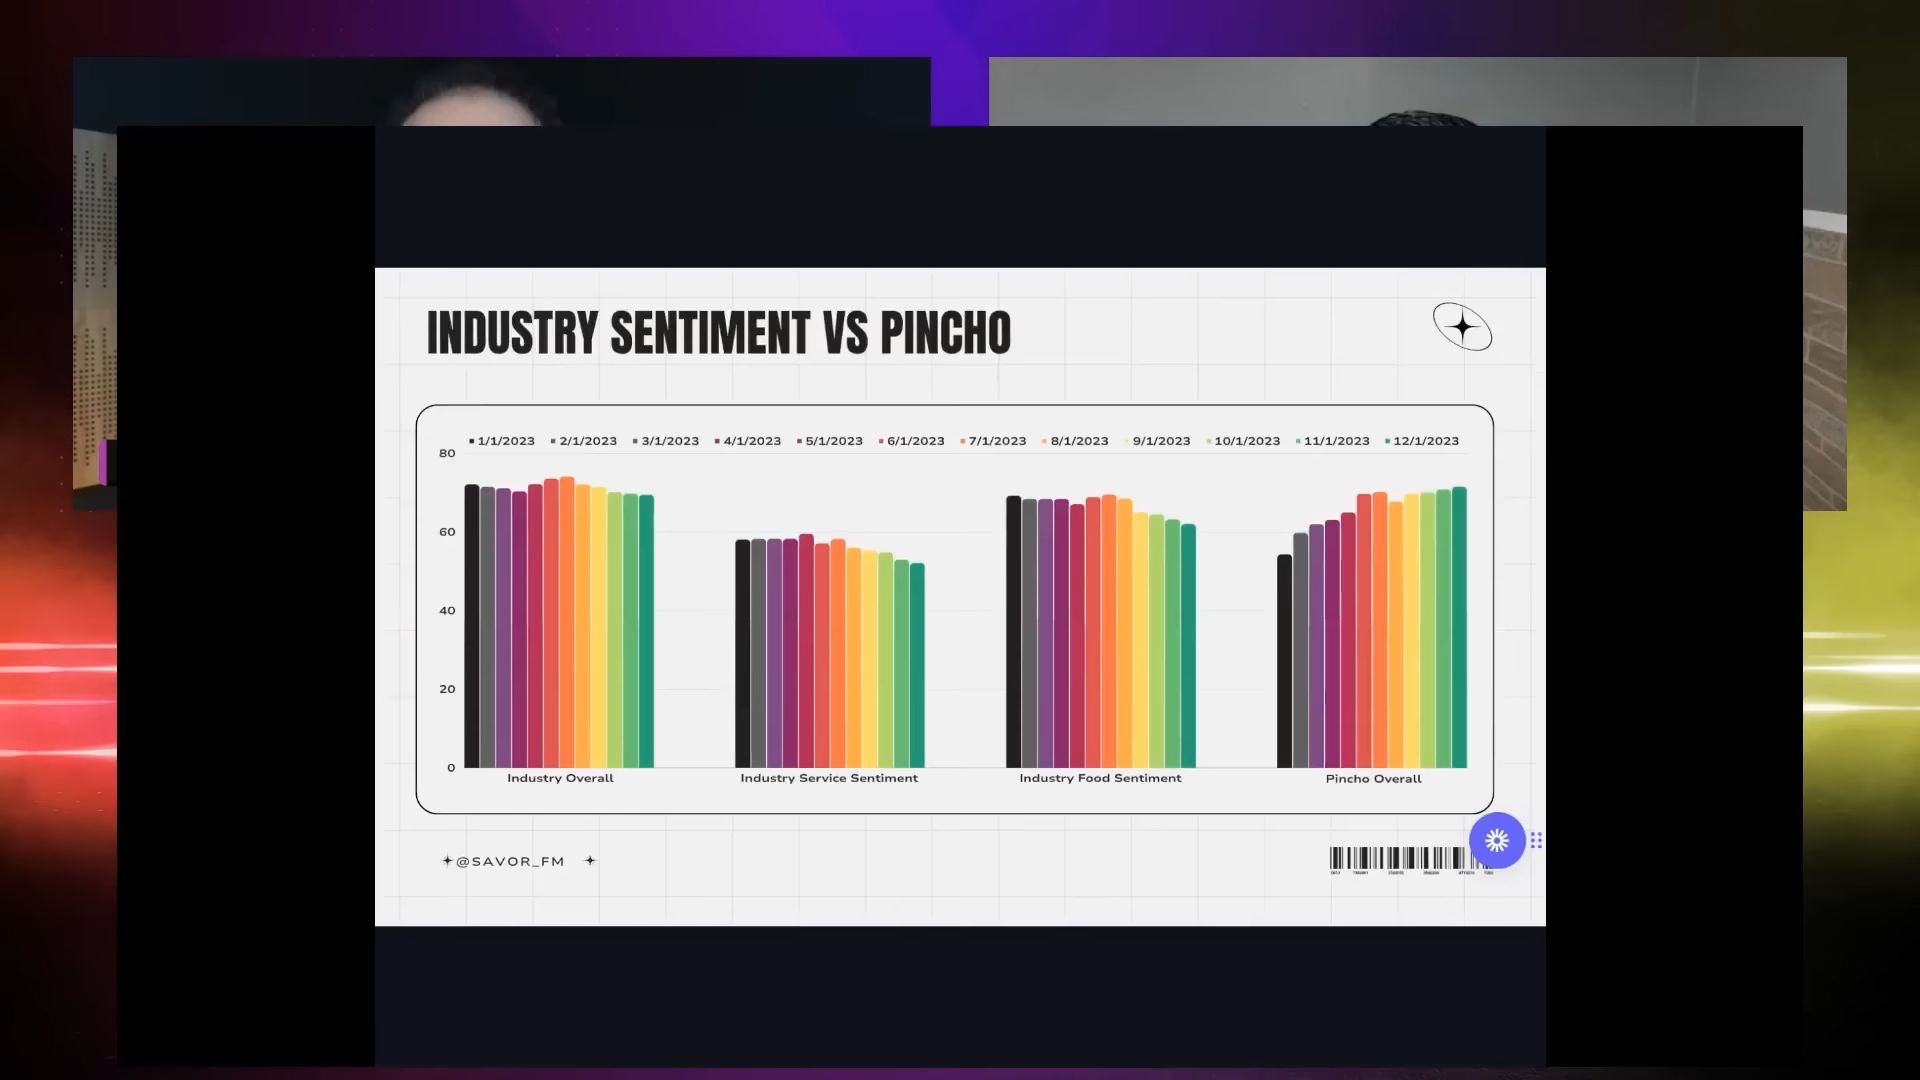 INDUSTRY SENTIMENT VS PINCHO
1/1/2023 2/1/2023 3/1/2023 4/1/2023 5/1/2023 6/1/2023 7/1/2023 8/1/2023 9/1/2023 10/1/2023 11/1/2023 12/1/2023
80
60
40
20
0
Industry Overall Industry Service Sentiment Industry Food Sentiment Pincho Overall
@SAVOR_FM